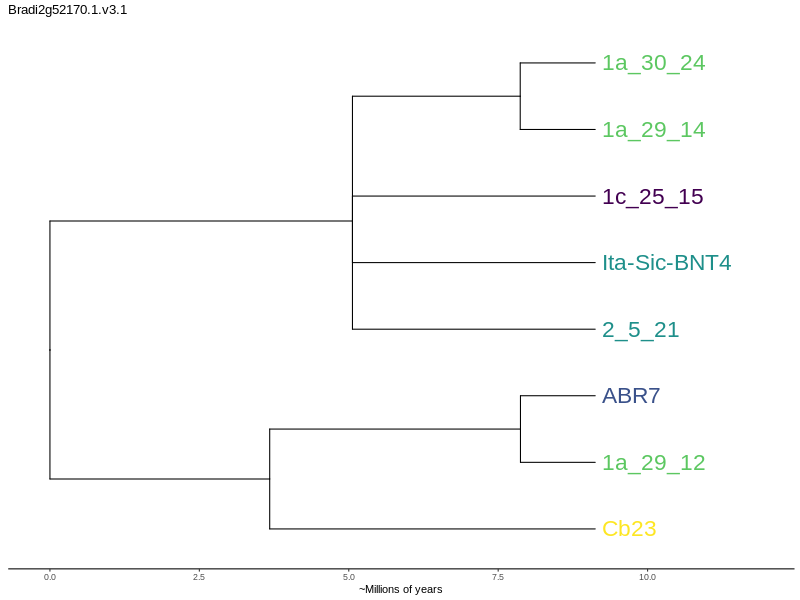 Bradi2g52170.1.v3.1
1a_30_24
1a_29_14
1c_25_15
Ita-Sic-BNT4
2_5_21
ABR7
1a_29_12
Cb23
0.0 2.5 5.0 7.5 10.0
~Millions of years